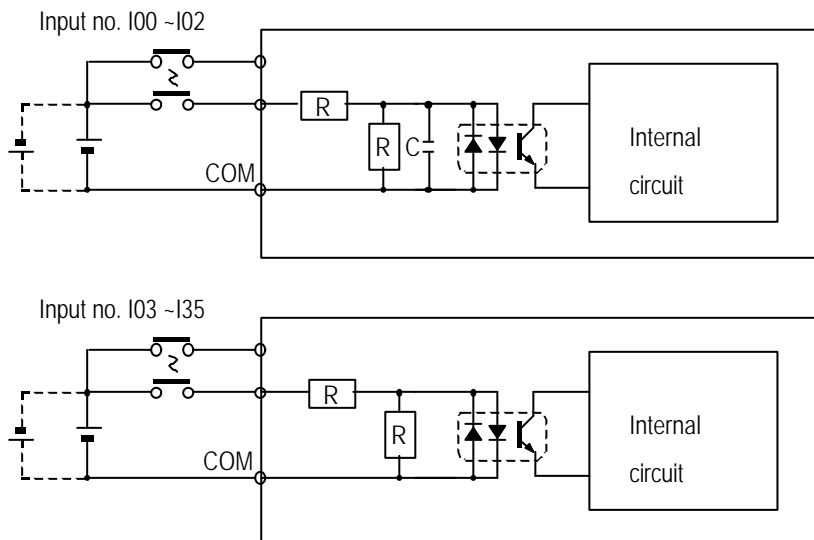 Input no. I00 ~I02
R
R
C
COM
Internal
circuit
Input no. I03 ~I35
R
R
COM
Internal
circuit